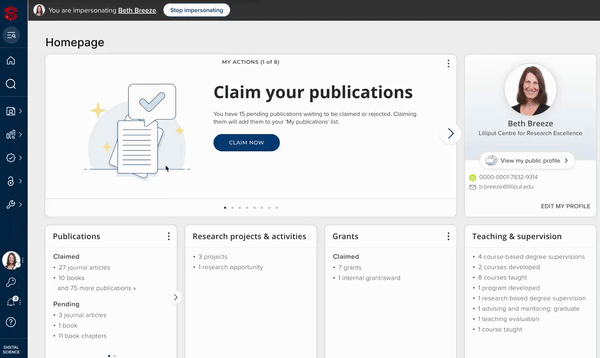 You are impersonating Beth Breeze.
Stop impersonating
Homepage
MY ACTIONS (1 of 8)
Claim your publications
You have 15 pending publications waiting to be claimed or rejected. Claiming
them will add them to your 'My publications' list.
CLAIM NOW
Beth Breeze
Lilliput Centre for Research Excellence
View my public profile
0000-0001-7832-9314
b.breeze@lilliput.edu
EDIT MY PROFILE
Publications
Claimed
• 27 journal articles
• 10 books
and 75 more publications
Pending
• 3 journal articles
• 1 book
• 11 book chapters
Research projects & activities
• 3 projects
• 1 research opportunity
Grants
Claimed
• 7 grants
• 1 internal grant/award
Teaching & supervision
• 4 course-based degree supervisions
• 2 courses developed
• 8 courses taught
• 1 program developed
• 1 research-based degree supervision
• 1 advising and mentoring: graduate
• 1 teaching evaluation
• 1 course taught
DIGITAL
SCIENCE